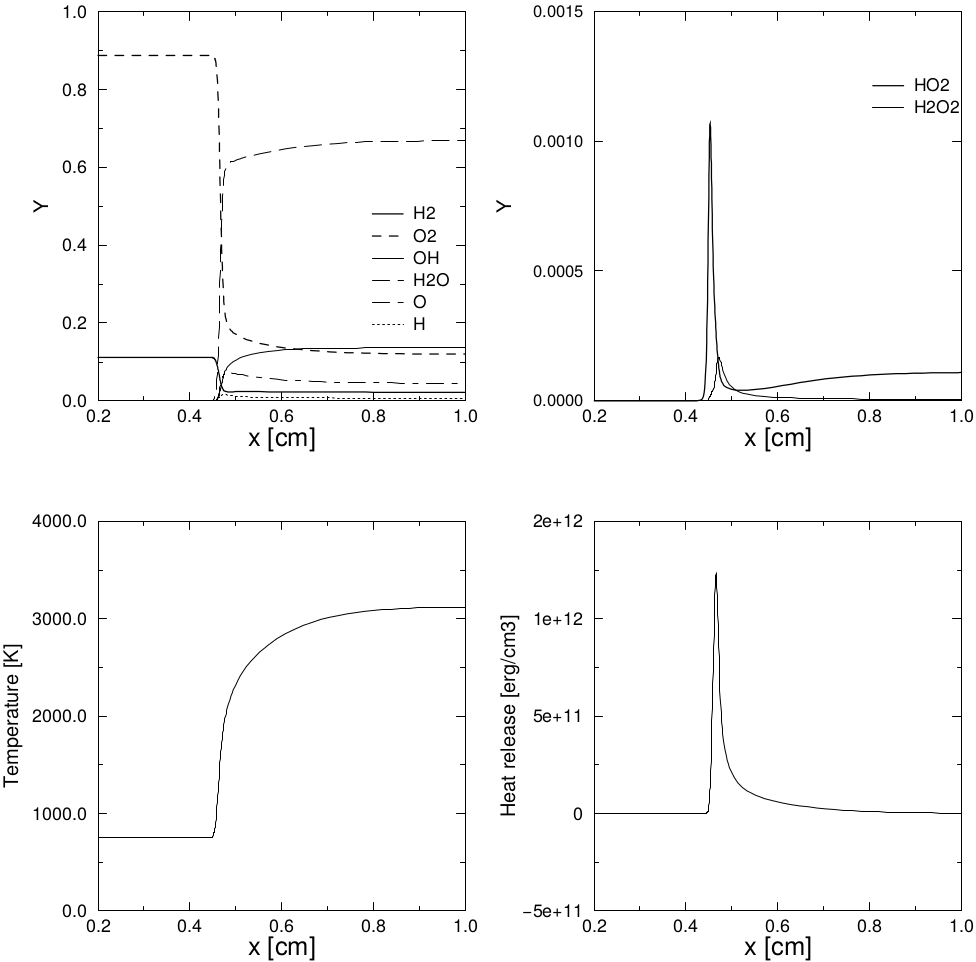 1.0
0.8
0.6
0.4
0.2
0.0
Y
H2
O2
OH
H2O
O
H
0.2 0.4 0.6 0.8 1.0
x [cm]
0.0015
0.0010
0.0005
0.0000
Y
HO2
H2O2
0.2 0.4 0.6 0.8 1.0
x [cm]
4000.0
3000.0
2000.0
1000.0
0.0
Temperature [K]
0.2 0.4 0.6 0.8 1.0
x [cm]
2e+12
1e+12
5e+11
0
−5e+11
Heat release [erg/cm3]
0.2 0.4 0.6 0.8 1.0
x [cm]